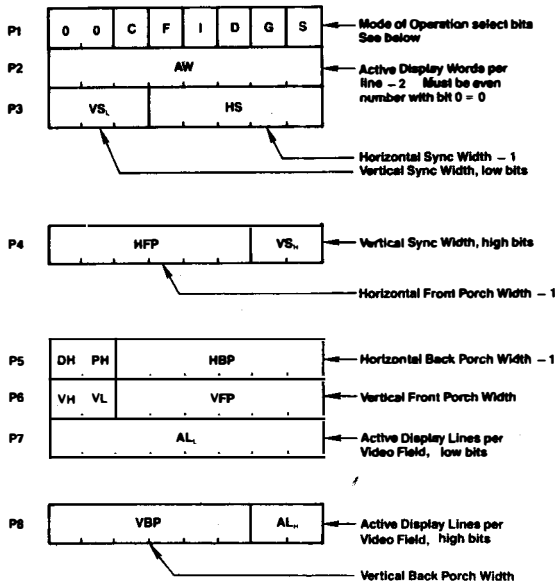 P1 0 0 C F I D G S Mode of Operation select bits
See below
P2 AW Active Display Words per
line – 2 Must be even
number with bit 0 = 0
P3 VSL HS
Horizontal Sync Width – 1
Vertical Sync Width, low bits
P4 HFP VSH Vertical Sync Width, high bits
Horizontal Front Porch Width – 1
P5 DH PH HBP Horizontal Back Porch Width – 1
P6 VH VL VFP Vertical Front Porch Width
P7 ALL Active Display Lines per
Video Field, low bits
P8 VBP ALH Active Display Lines per
Video Field, high bits
Vertical Back Porch Width